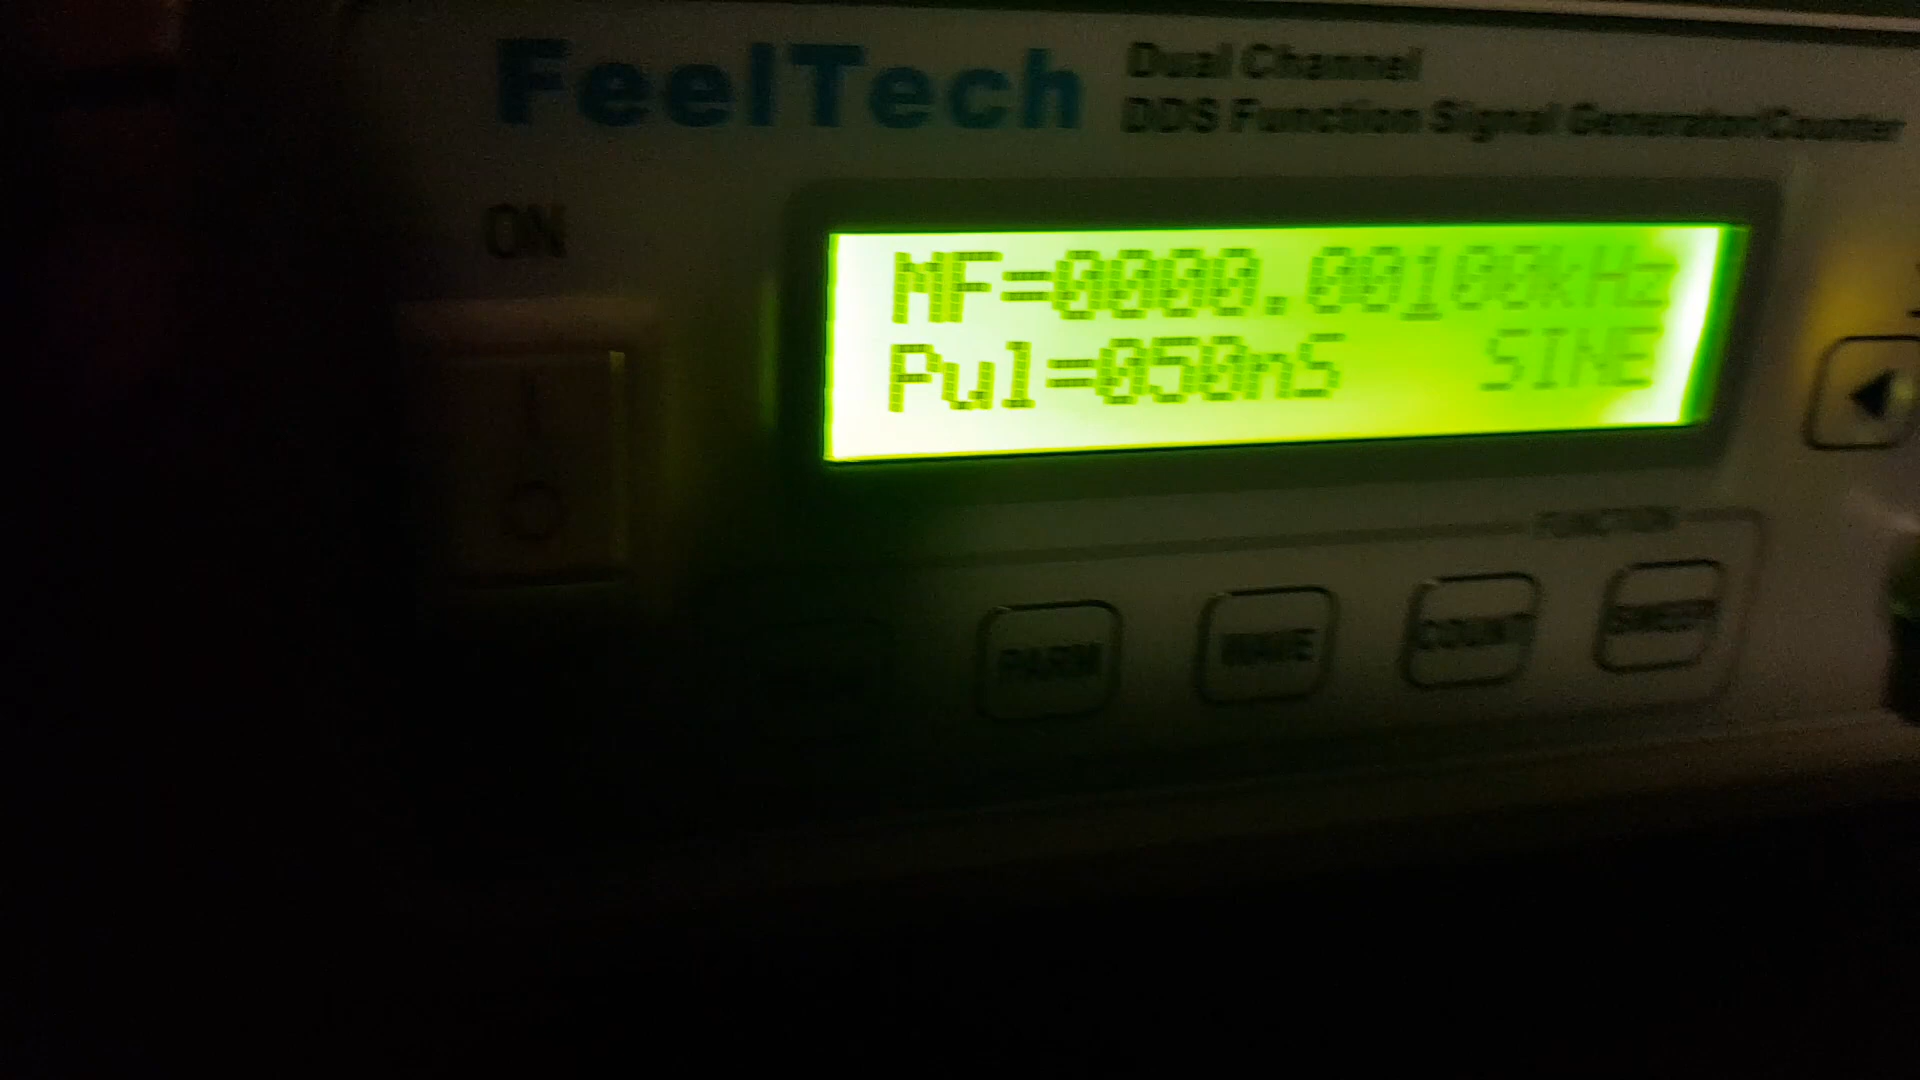 FeelTech
Dual Channel
DDS Function Signal Generator/Counter
ON
MF=0000.00100kHz
Pul=050nS SINE
FUNCTION
PARM WAVE COUNT SWEEP